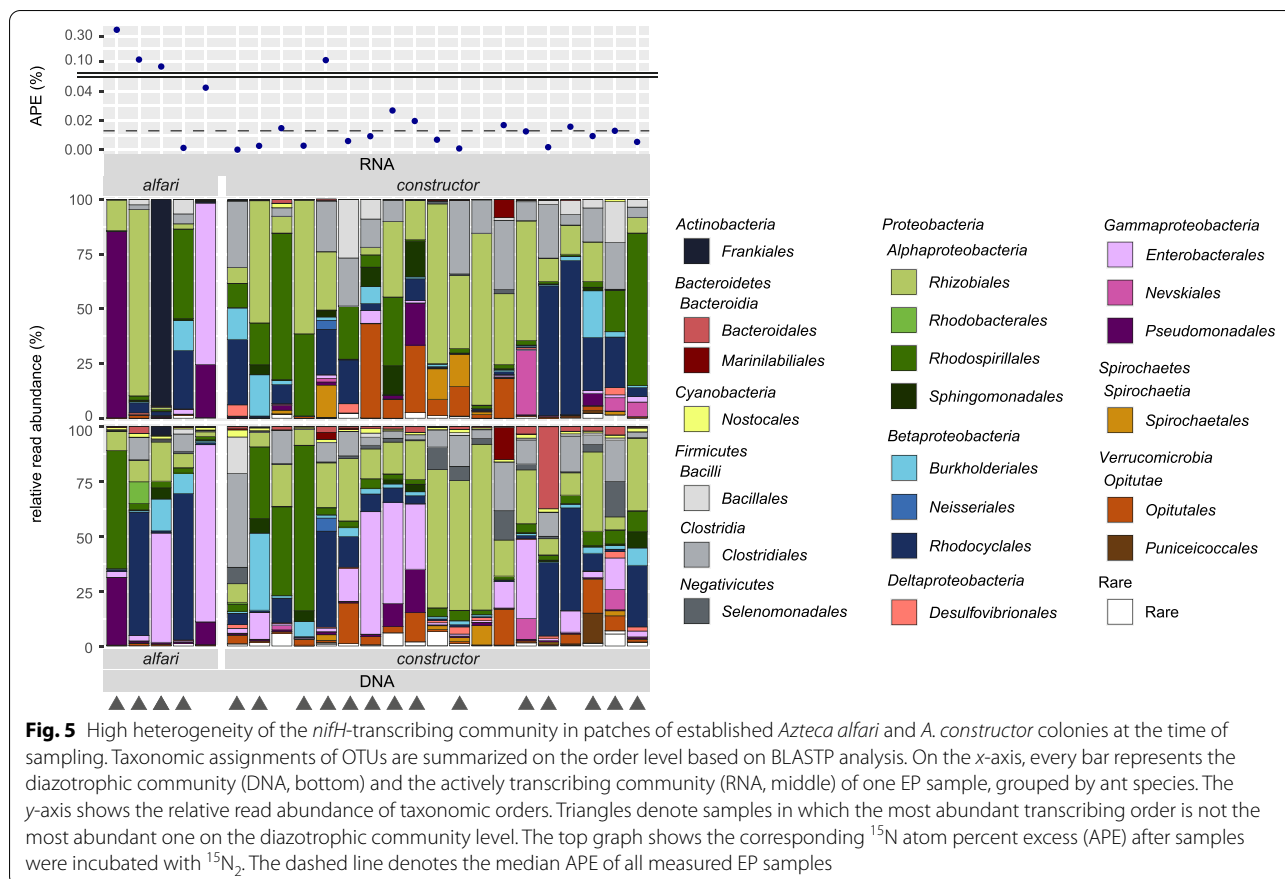 0.30
0.10
0.04
0.02
0.00
APE (%)
RNA
alfari
constructor
100
75
50
25
0
100
75
50
25
0
relative read abundance (%)
alfari
constructor
DNA
Actinobacteria
Frankiales
Bacteroidetes
Bacteroidia
Bacteroidales
Marinilabiliales
Cyanobacteria
Nostocales
Firmicutes
Bacilli
Bacillales
Clostridia
Clostridiales
Negativicutes
Selenomonadales
Proteobacteria
Alphaproteobacteria
Rhizobiales
Rhodobacterales
Rhodospirillales
Sphingomonadales
Betaproteobacteria
Burkholderiales
Neisseriales
Rhodocyclales
Deltaproteobacteria
Desulfovibrionales
Gammaproteobacteria
Enterobacterales
Nevskiales
Pseudomonadales
Spirochaetes
Spirochaetia
Spirochaetales
Verrucomicrobia
Opitutae
Opitutales
Puniceicoccales
Rare
Rare
Fig. 5 High heterogeneity of the nifH-transcribing community in patches of established Azteca alfari and A. constructor colonies at the time of
sampling. Taxonomic assignments of OTUs are summarized on the order level based on BLASTP analysis. On the x-axis, every bar represents the
diazotrophic community (DNA, bottom) and the actively transcribing community (RNA, middle) of one EP sample, grouped by ant species. The
y-axis shows the relative read abundance of taxonomic orders. Triangles denote samples in which the most abundant transcribing order is not the
most abundant one on the diazotrophic community level. The top graph shows the corresponding ¹⁵N atom percent excess (APE) after samples
were incubated with ¹⁵N₂. The dashed line denotes the median APE of all measured EP samples